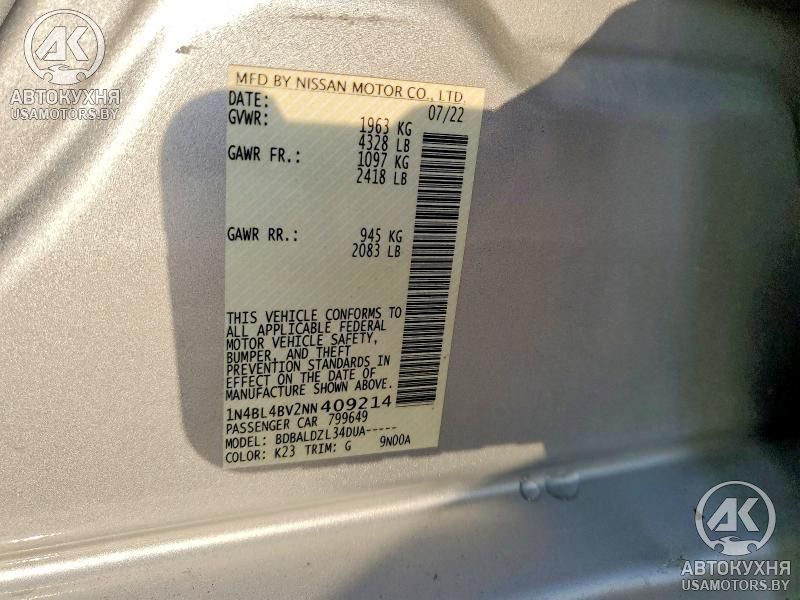 АК
АВТОКУХНЯ
USAMOTORS.BY
MFD BY NISSAN MOTOR CO., LTD.
DATE: 07/22
GVWR: 1963 KG
4328 LB
GAWR FR.: 1097 KG
2418 LB
GAWR RR.: 945 KG
2083 LB
THIS VEHICLE CONFORMS TO
ALL APPLICABLE FEDERAL
MOTOR VEHICLE SAFETY,
BUMPER, AND THEFT
PREVENTION STANDARDS IN
EFFECT ON THE DATE OF
MANUFACTURE SHOWN ABOVE.
1N4BL4BV2NN409214
PASSENGER CAR 799649
MODEL: BDBALDZL34DUA-----
COLOR: K23 TRIM: G 9N00A
АК
АВТОКУХНЯ
USAMOTORS.BY